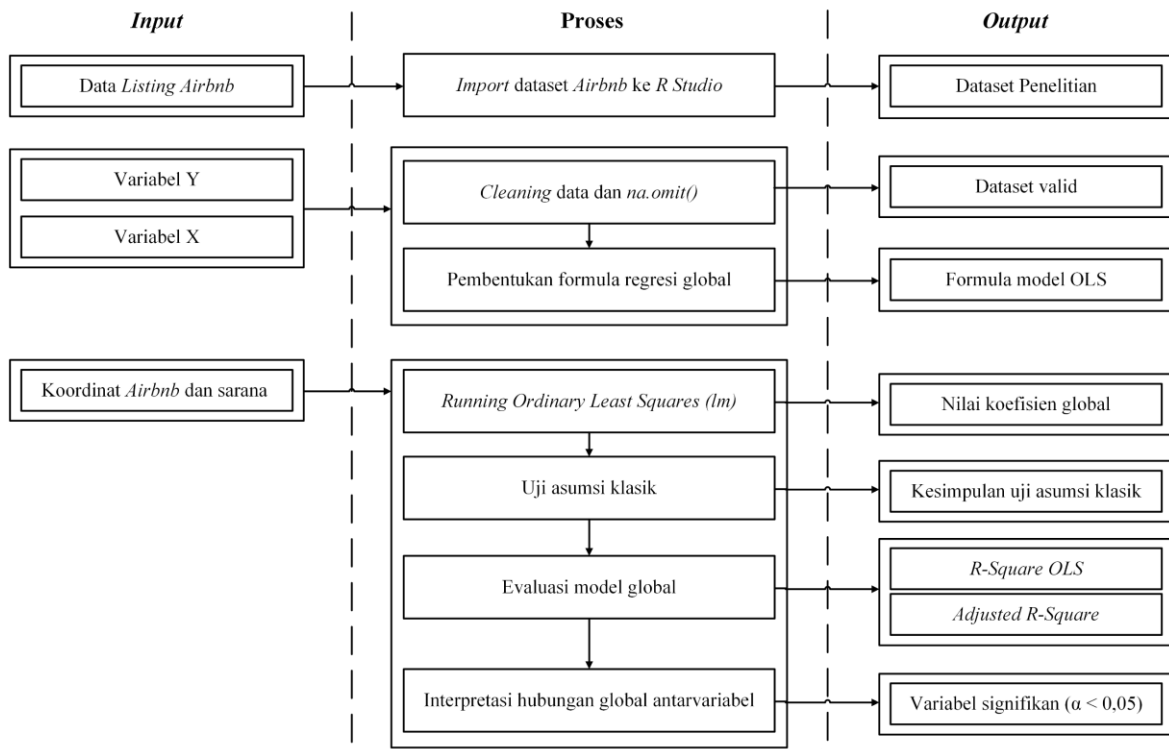 Input
Proses
Output
Data Listing Airbnb
Import dataset Airbnb ke R Studio
Dataset Penelitian
Variabel Y
Variabel X
Cleaning data dan na.omit()
Dataset valid
Pembentukan formula regresi global
Formula model OLS
Koordinat Airbnb dan sarana
Running Ordinary Least Squares (lm)
Nilai koefisien global
Uji asumsi klasik
Kesimpulan uji asumsi klasik
Evaluasi model global
R-Square OLS
Adjusted R-Square
Interpretasi hubungan global antarvariabel
Variabel signifikan (α < 0,05)